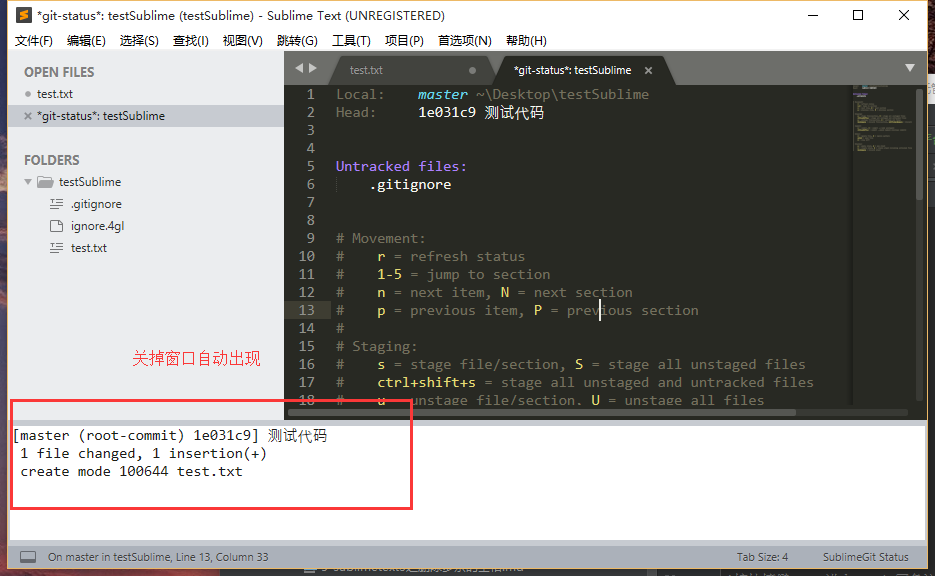 *git-status*: testSublime (testSublime) - Sublime Text (UNREGISTERED)
文件(F) 编辑(E) 选择(S) 查找(I) 视图(V) 跳转(G) 工具(T) 项目(P) 首选项(N) 帮助(H)
OPEN FILES
test.txt
*git-status*: testSublime
FOLDERS
testSublime
.gitignore
ignore.4gl
test.txt
关掉窗口自动出现
test.txt *git-status*: testSublime
1 Local: master ~\Desktop\testSublime
2 Head: 1e031c9 测试代码
3
4
5 Untracked files:
6 .gitignore
7
8
9 # Movement:
10 # r = refresh status
11 # 1-5 = jump to section
12 # n = next item, N = next section
13 # p = previous item, P = previous section
14 #
15 # Staging:
16 # s = stage file/section, S = stage all unstaged files
17 # ctrl+shift+s = stage all unstaged and untracked files
18 # u = unstage file/section. U = unstage all files
[master (root-commit) 1e031c9] 测试代码
1 file changed, 1 insertion(+)
create mode 100644 test.txt
On master in testSublime, Line 13, Column 33
Tab Size: 4 SublimeGit Status